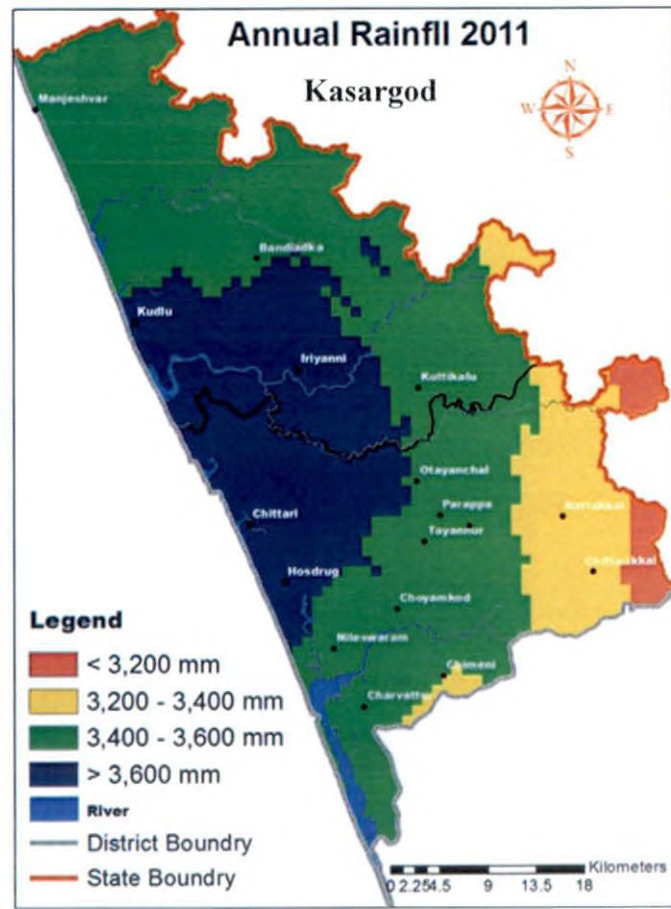 Annual Rainfll 2011
Kasargod
N
W E
S
Manjeshvar
Bandiadka
Kudlu
Iriyanni
Kuttikalu
Otayanchal
Parappa
Chittari
Tayannur
Hosdrug
Choyamkod
Nileswaram
Chimeni
Legend
< 3,200 mm
3,200 - 3,400 mm
3,400 - 3,600 mm
> 3,600 mm
River
District Boundry
State Boundry
Kilometers
0 2.25 4.5 9 13.5 18